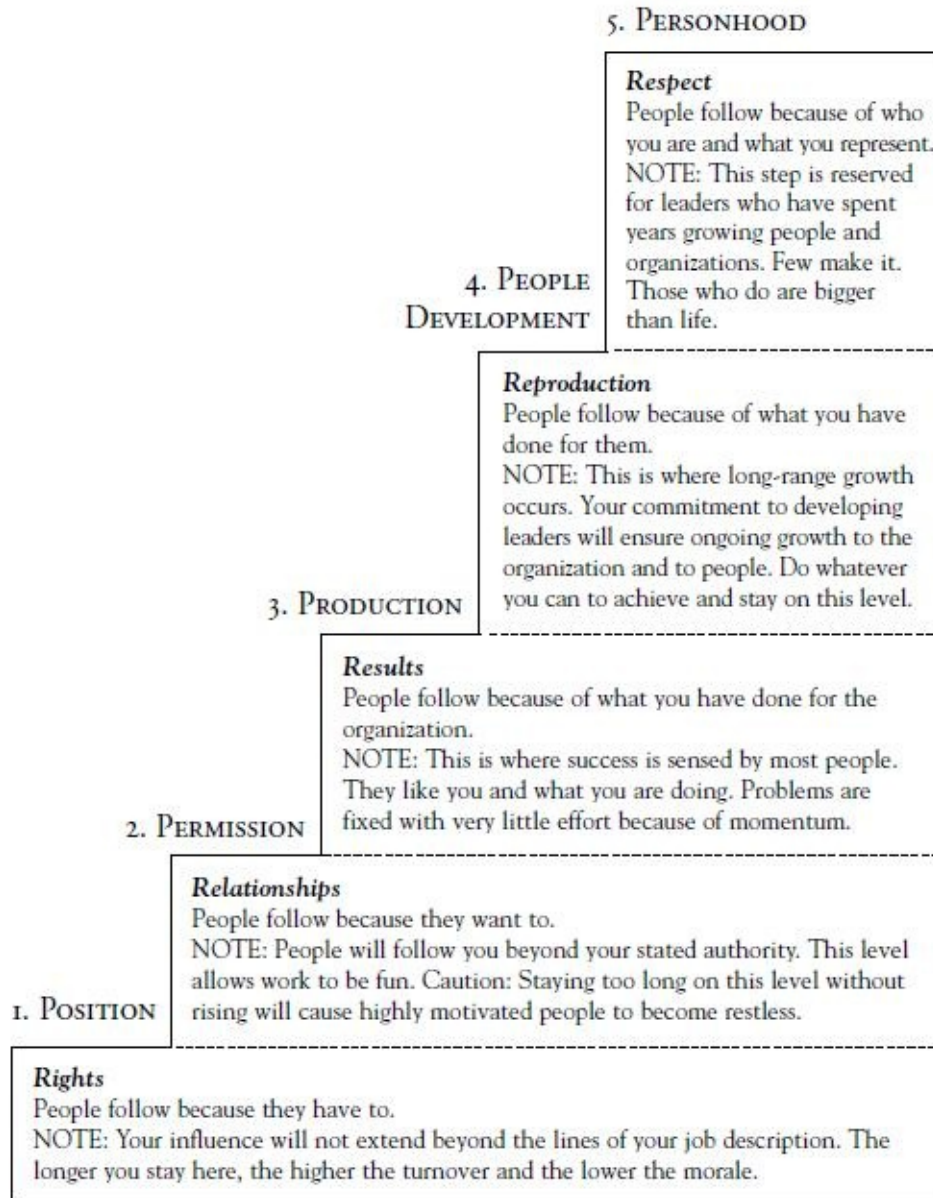 5. Personhood
Respect
People follow because of who
you are and what you represent.
NOTE: This step is reserved
for leaders who have spent
years growing people and
organizations. Few make it.
Those who do are bigger
than life.
4. People
Development
Reproduction
People follow because of what you have
done for them.
NOTE: This is where long-range growth
occurs. Your commitment to developing
leaders will ensure ongoing growth to the
organization and to people. Do whatever
you can to achieve and stay on this level.
3. Production
Results
People follow because of what you have done for the
organization.
NOTE: This is where success is sensed by most people.
They like you and what you are doing. Problems are
fixed with very little effort because of momentum.
2. Permission
Relationships
People follow because they want to.
NOTE: People will follow you beyond your stated authority. This level
allows work to be fun. Caution: Staying too long on this level without
rising will cause highly motivated people to become restless.
1. Position
Rights
People follow because they have to.
NOTE: Your influence will not extend beyond the lines of your job description. The
longer you stay here, the higher the turnover and the lower the morale.